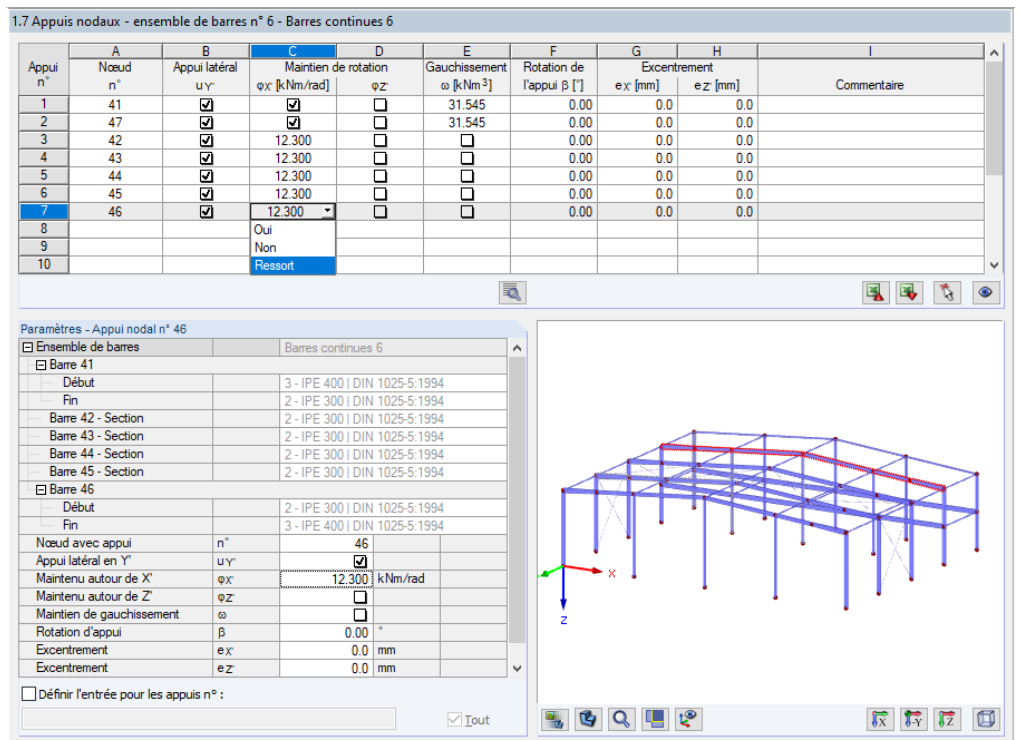 1.7 Appuis nodaux - ensemble de barres n° 6 - Barres continues 6
A B C D E F G H I
Appui Nœud Appui latéral Maintien de rotation Gauchissement Rotation de Excentrement
n° n° uY' φX' [kNm/rad] φZ' ω [kNm³] l'appui β [°] eX' [mm] eZ' [mm] Commentaire
1 41 31.545 0.00 0.0 0.0
2 47 31.545 0.00 0.0 0.0
3 42 12.300 0.00 0.0 0.0
4 43 12.300 0.00 0.0 0.0
5 44 12.300 0.00 0.0 0.0
6 45 12.300 0.00 0.0 0.0
7 46 12.300 0.00 0.0 0.0
8 Oui
9 Non
10 Ressort
Paramètres - Appui nodal n° 46
Ensemble de barres Barres continues 6
Barre 41
Début 3 - IPE 400 | DIN 1025-5:1994
Fin 2 - IPE 300 | DIN 1025-5:1994
Barre 42 - Section 2 - IPE 300 | DIN 1025-5:1994
Barre 43 - Section 2 - IPE 300 | DIN 1025-5:1994
Barre 44 - Section 2 - IPE 300 | DIN 1025-5:1994
Barre 45 - Section 2 - IPE 300 | DIN 1025-5:1994
Barre 46
Début 2 - IPE 300 | DIN 1025-5:1994
Fin 3 - IPE 400 | DIN 1025-5:1994
Nœud avec appui n° 46
Appui latéral en Y' uY'
Maintenu autour de X' φX' 12.300 kNm/rad
Maintenu autour de Z' φZ'
Maintien de gauchissement ω
Rotation d'appui β 0.00 °
Excentrement eX' 0.0 mm
Excentrement eZ' 0.0 mm
Définir l'entrée pour les appuis n° :
Tout
X
Z
X -Y Z